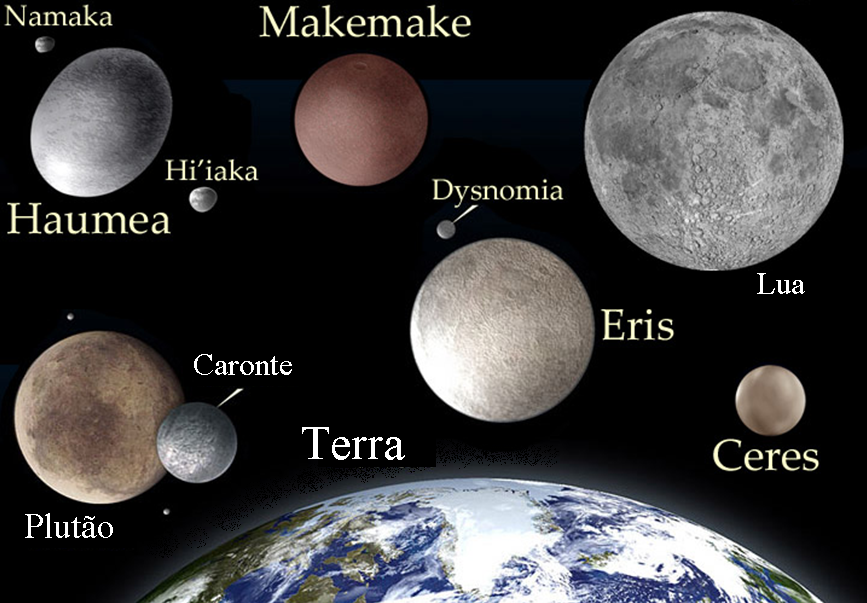 Namaka
Makemake
Hi'iaka
Dysnomia
Haumea
Lua
Eris
Caronte
Terra
Ceres
Plutão